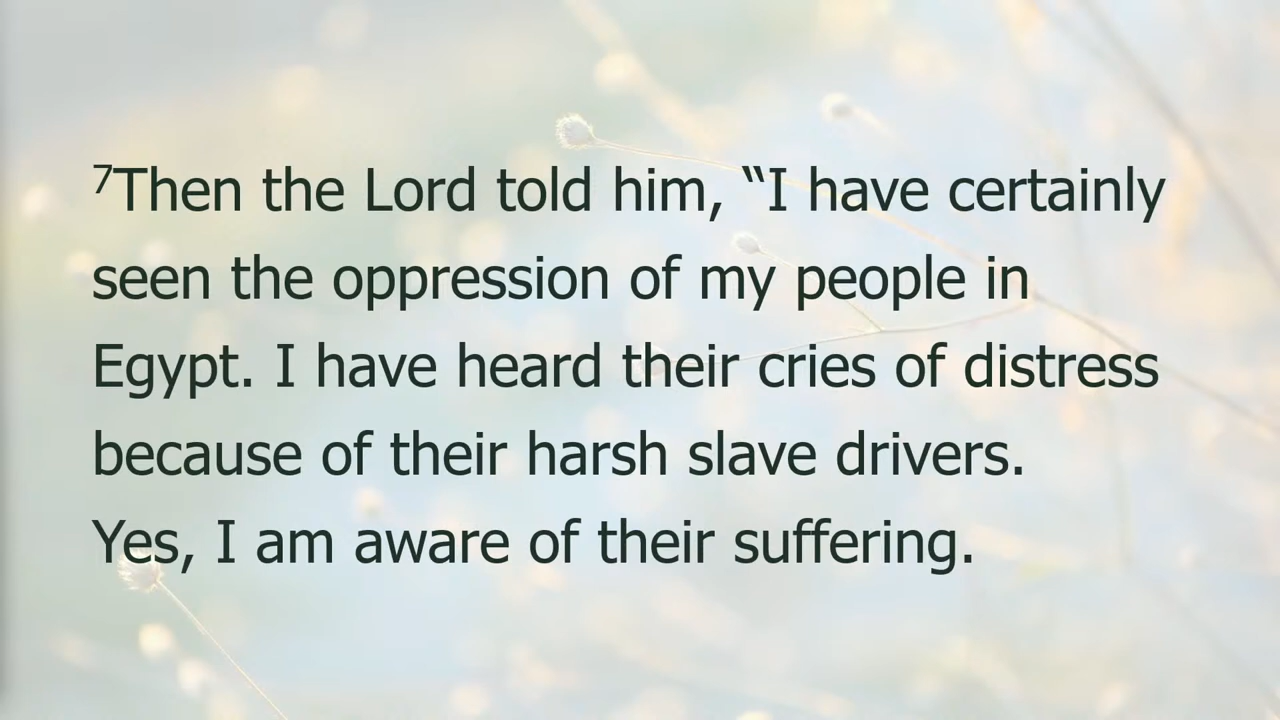 ⁷Then the Lord told him, “I have certainly
seen the oppression of my people in
Egypt. I have heard their cries of distress
because of their harsh slave drivers.
Yes, I am aware of their suffering.